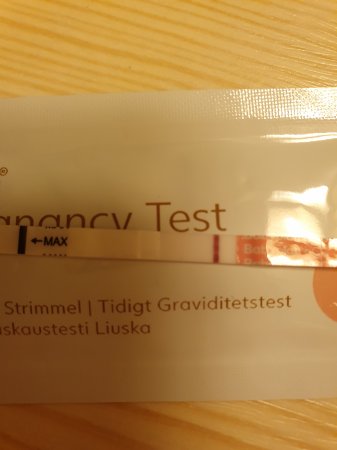 ®
gnancy Test
←MAX
Strimmel | Tidigt Graviditetstest
skaustesti Liuska